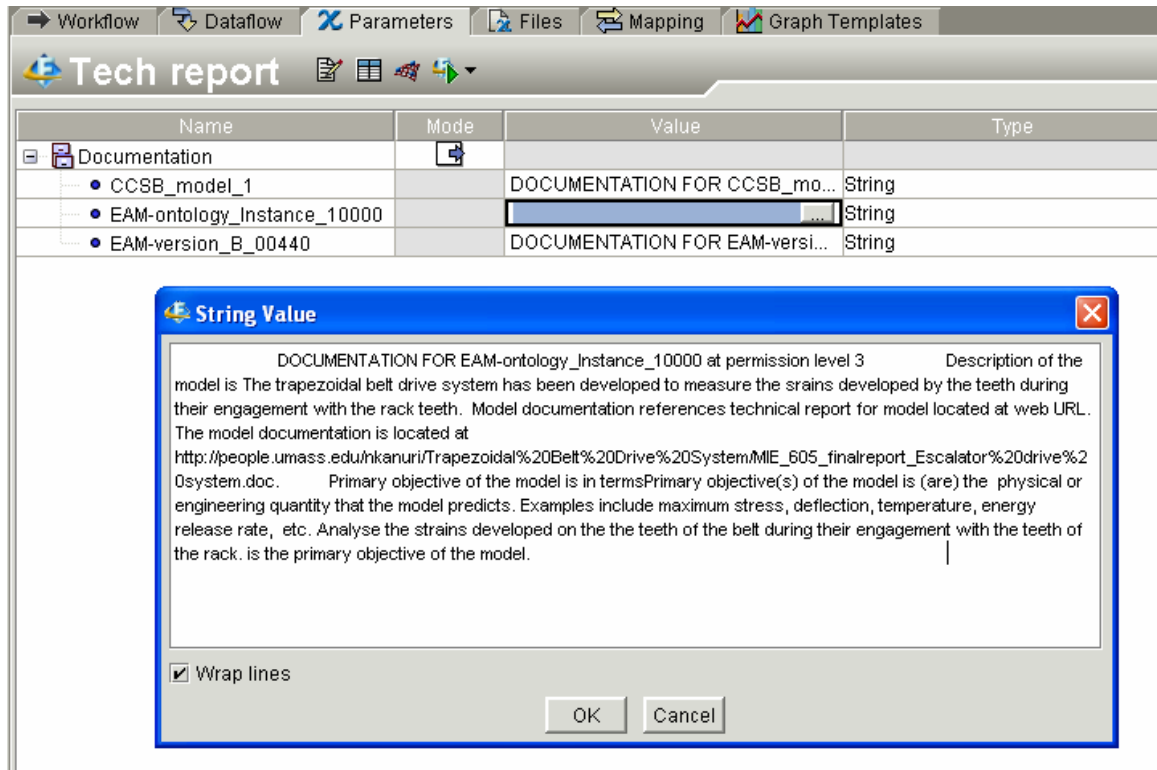 Workflow Dataflow Parameters Files Mapping Graph Templates
Tech report
Name Mode Value Type
Documentation
CCSB_model_1 DOCUMENTATION FOR CCSB_mo... String
EAM-ontology_Instance_10000 ... String
EAM-version_B_00440 DOCUMENTATION FOR EAM-versi... String
String Value
DOCUMENTATION FOR EAM-ontology_Instance_10000 at permission level 3 Description of the
model is The trapezoidal belt drive system has been developed to measure the srains developed by the teeth during
their engagement with the rack teeth. Model documentation references technical report for model located at web URL.
The model documentation is located at
http://people.umass.edu/nkanuri/Trapezoidal%20Belt%20Drive%20System/MIE_605_finalreport_Escalator%20drive%2
0system.doc. Primary objective of the model is in termsPrimary objective(s) of the model is (are) the physical or
engineering quantity that the model predicts. Examples include maximum stress, deflection, temperature, energy
release rate, etc. Analyse the strains developed on the the teeth of the belt during their engagement with the teeth of
the rack. is the primary objective of the model.
Wrap lines
OK Cancel